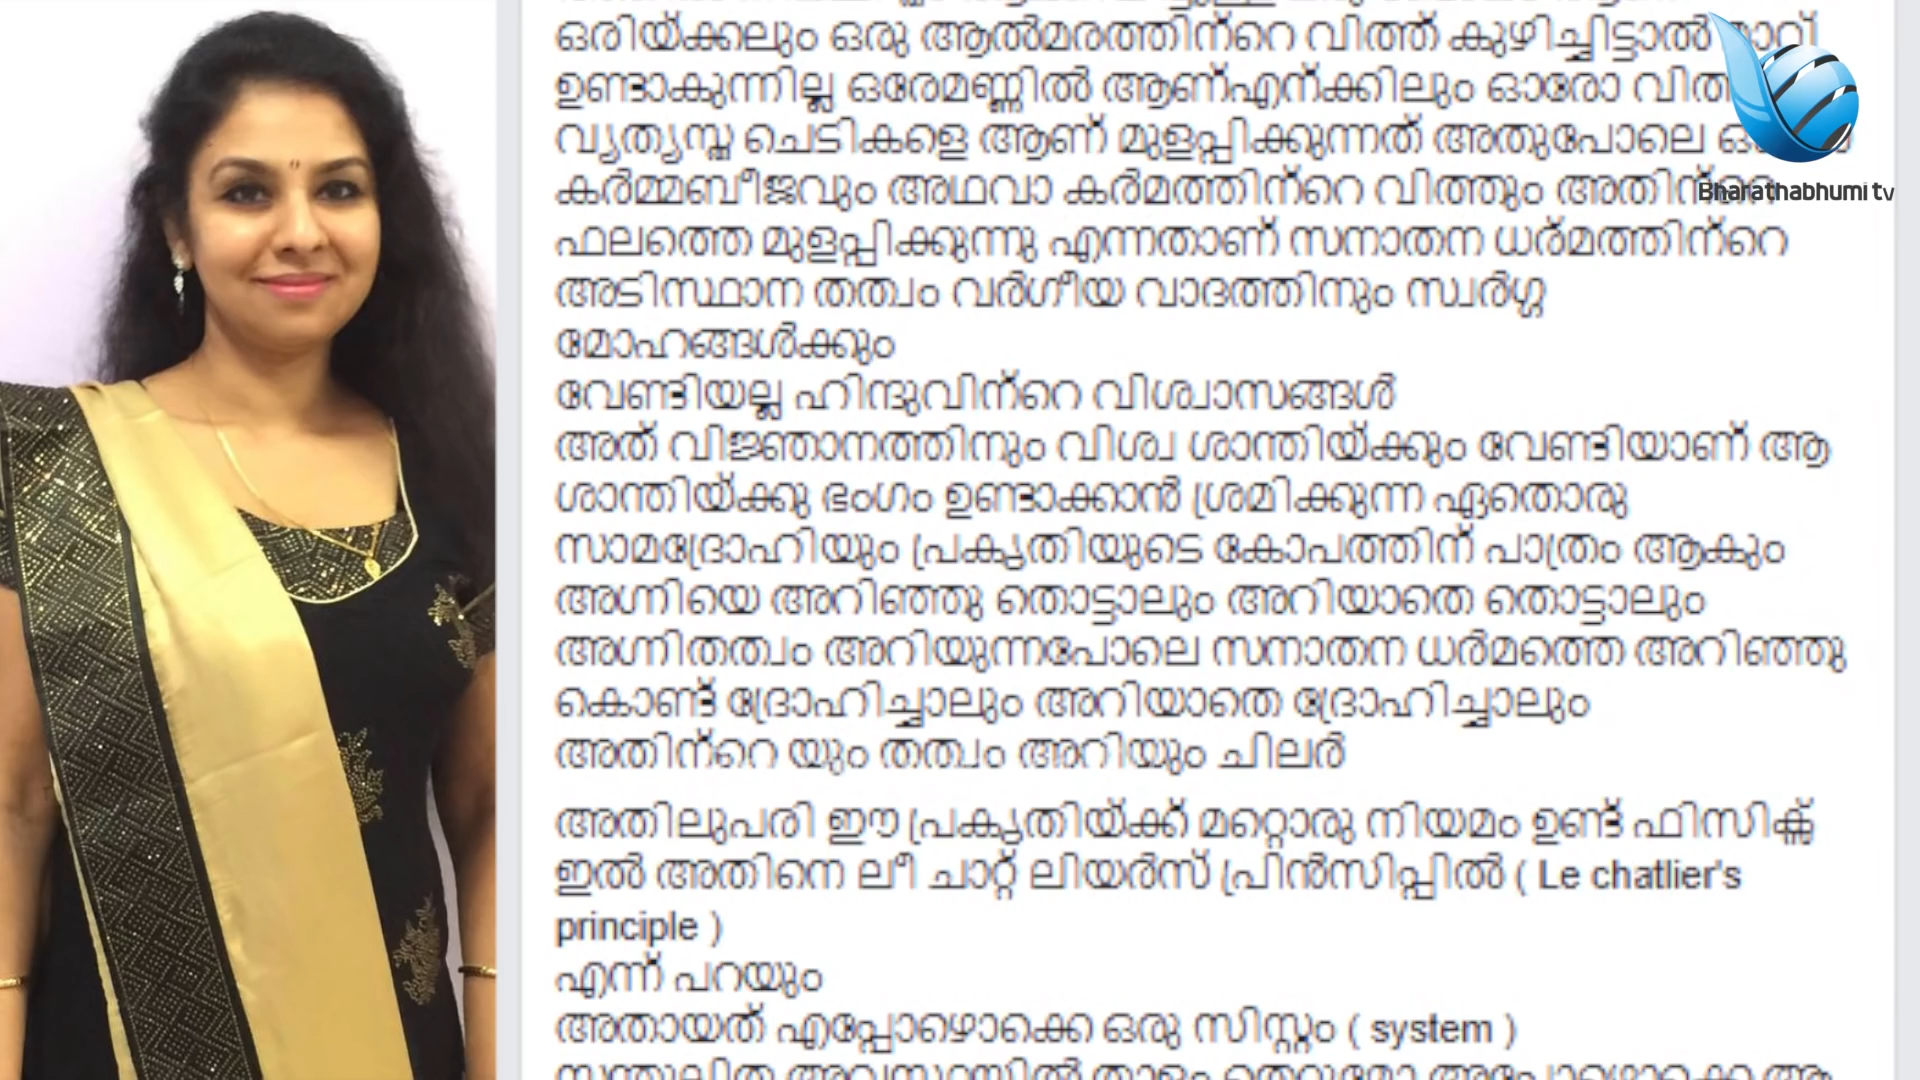 ഒരിയ്ക്കലും ഒരു ആൽമരത്തിന്റെ വിത്ത് കുഴിച്ചിട്ടാൽ
ഉണ്ടാകുന്നില്ല ഒരേമണ്ണിൽ ആണ്എന്ക്കിലും ഓരോ
വ്യത്യസ്ത ചെടികളെ ആണ് മുളപ്പിക്കുന്നത് അതുപോലെ
കർമ്മബീജവും അഥവാ കർമത്തിന്റെ വിത്തും അതിന്റെ
ഫലത്തെ മുളപ്പിക്കുന്നു എന്നതാണ് സനാതന ധർമത്തിന്റെ
അടിസ്ഥാന തത്വം വർഗീയ വാദത്തിനും സ്വർഗ്ഗ
മോഹങ്ങൾക്കും
വേണ്ടിയല്ല ഹിന്ദുവിന്റെ വിശ്വാസങ്ങൾ
അത് വിജ്ഞാനത്തിനും വിശ്വ ശാന്തിയ്ക്കും വേണ്ടിയാണ് ആ
ശാന്തിയ്ക്കു ഭംഗം ഉണ്ടാക്കാൻ ശ്രമിക്കുന്ന ഏതൊരു
സാമദ്രോഹിയും പ്രകൃതിയുടെ കോപത്തിന് പാത്രം ആകും
അഗ്നിയെ അറിഞ്ഞു തൊട്ടാലും അറിയാതെ തൊട്ടാലും
അഗ്നിതത്വം അറിയുന്നപോലെ സനാതന ധർമത്തെ അറിഞ്ഞു
കൊണ്ട് ദ്രോഹിച്ചാലും അറിയാതെ ദ്രോഹിച്ചാലും
അതിന്റെ യും തത്വം അറിയും ചിലർ
അതിലുപരി ഈ പ്രകൃതിയ്ക്ക് മറ്റൊരു നിയമം ഉണ്ട് ഫിസിക്സ്
ഇൽ അതിനെ ലീ ചാറ്റ് ലിയർസ് പ്രിൻസിപ്പിൽ ( Le chatlier's
principle )
എന്ന് പറയും
അതായത് എപ്പോഴൊക്കെ ഒരു സിസ്റ്റം ( system )
Bharathabhumi tv